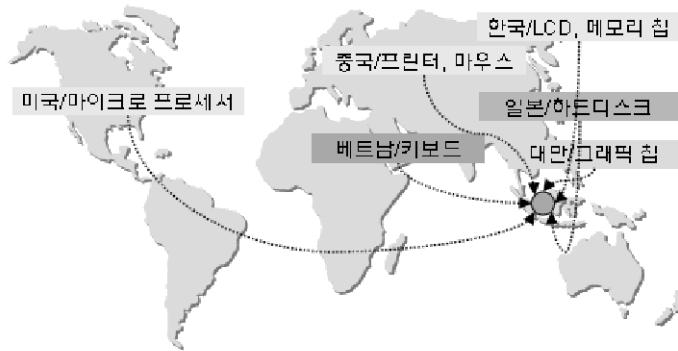 한국/LCD, 메모리 칩
중국/프린터, 마우스
미국/마이크로 프로세서
일본/하드디스크
베트남/키보드
대만/그래픽 칩